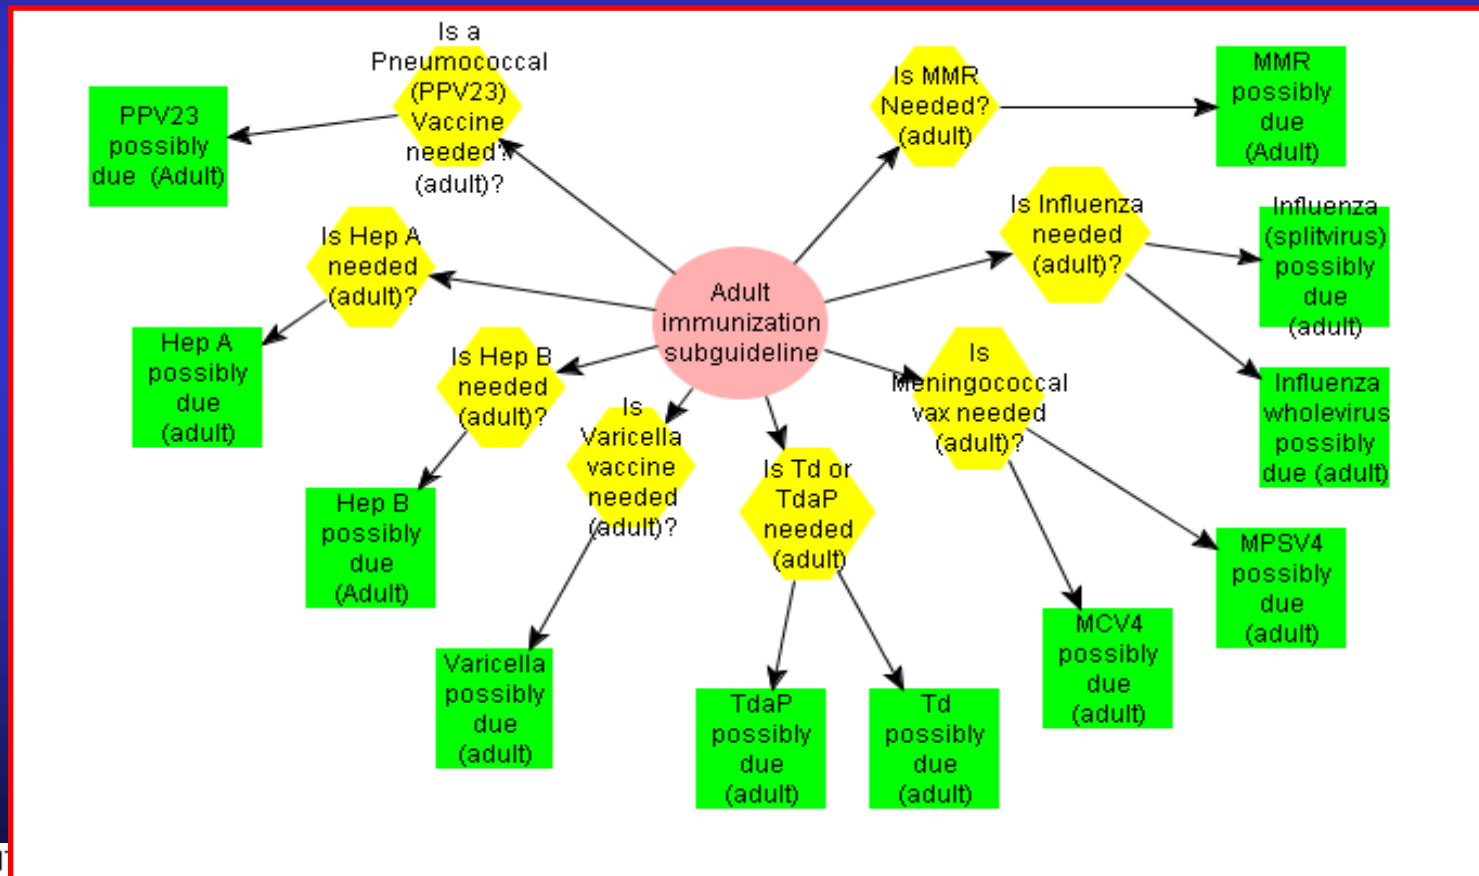 Is a
Pneumococcal
(PPV23)
Vaccine
needed?
(adult)?
PPV23
possibly
due (Adult)
Is MMR
Needed?
(adult)
MMR
possibly
due
(Adult)
Is Hep A
needed
(adult)?
Hep A
possibly
due
(adult)
Is Influenza
needed
(adult)?
Influenza
(splitvirus)
possibly
due
(adult)
Influenza
wholevirus
possibly
due (adult)
Adult
immunization
subguideline
Is Hep B
needed
(adult)?
Hep B
possibly
due
(Adult)
Is
Varicella
vaccine
needed
(adult)?
Varicella
possibly
due
(adult)
Is Td or
TdaP
needed
(adult)
TdaP
possibly
due
(adult)
Td
possibly
due
(adult)
Is
Meningococcal
vax needed
(adult)?
MCV4
possibly
due
(adult)
MPSV4
possibly
due
(adult)